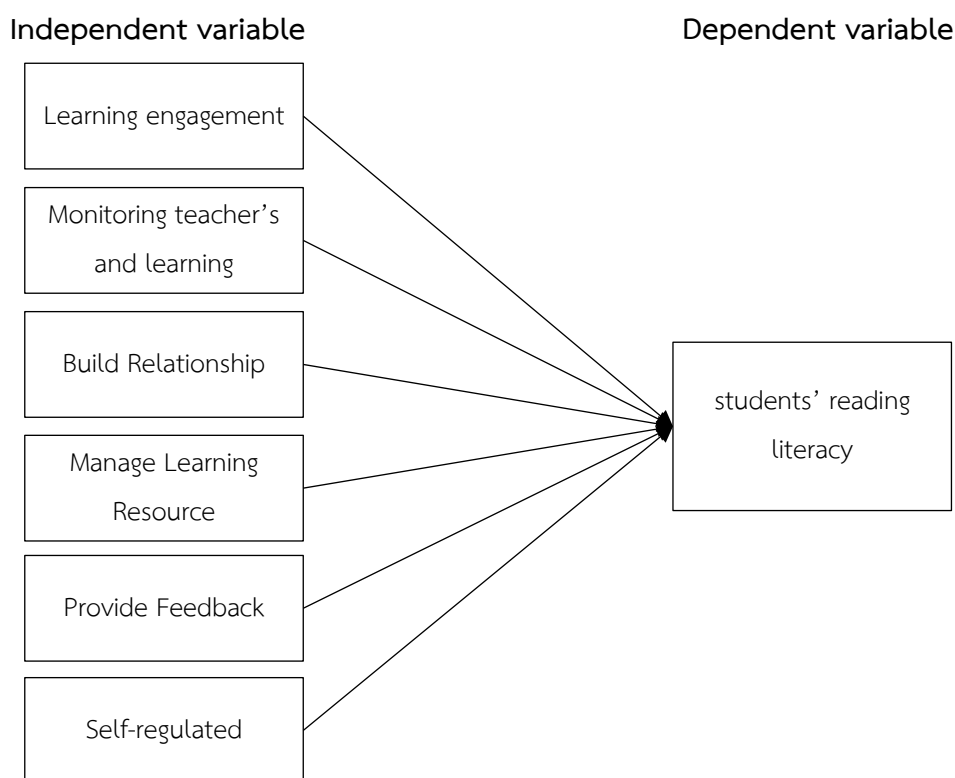 Independent variable
Dependent variable
Learning engagement
Monitoring teacher's
and learning
Build Relationship
Manage Learning
Resource
Provide Feedback
Self-regulated
students' reading
literacy